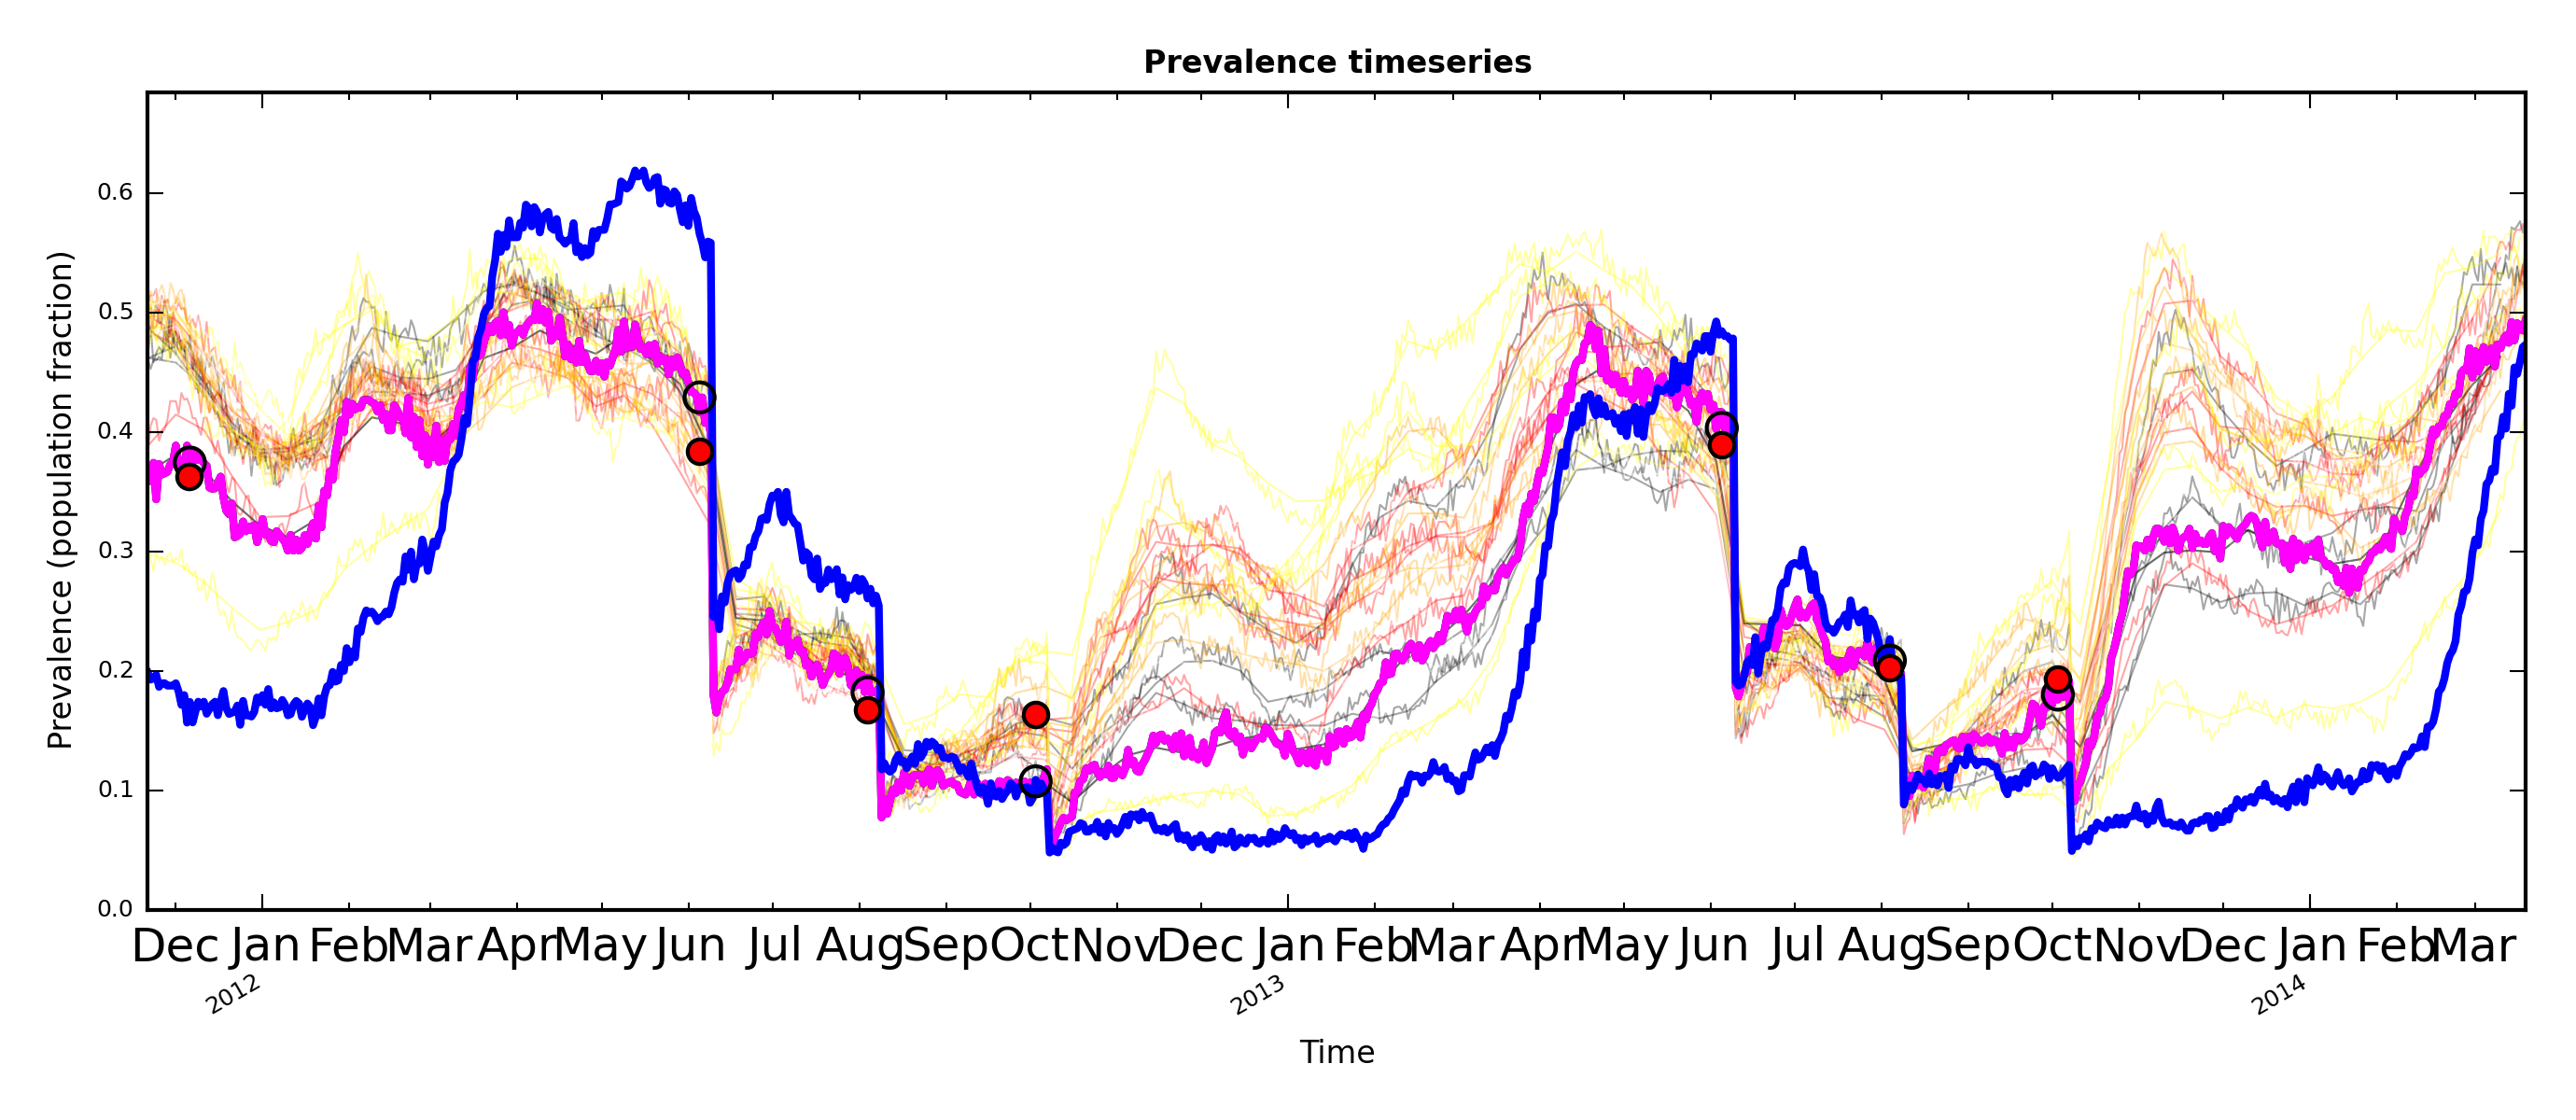 Prevalence timeseries
Prevalence (population fraction)
0.6
0.5
0.4
0.3
0.2
0.1
0.0
Dec Jan Feb Mar Apr May Jun Jul Aug Sep Oct Nov Dec Jan Feb Mar Apr May Jun Jul Aug Sep Oct Nov Dec Jan Feb Mar
2012 2013 2014
Time